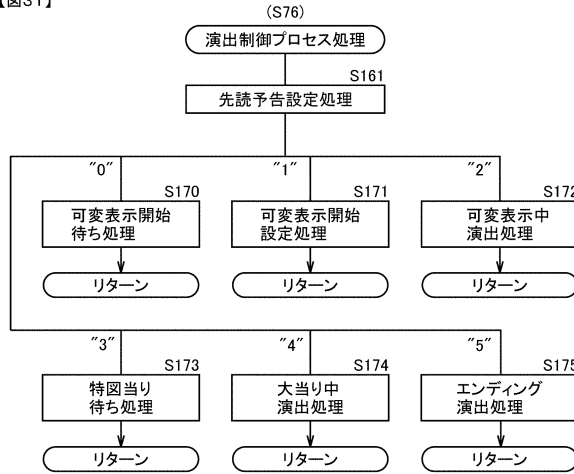 【図31】
(S76)
演出制御プロセス処理
S161
先読予告設定処理
"0"
"1"
"2"
S170
S171
S172
可変表示開始
待ち処理
可変表示開始
設定処理
可変表示中
演出処理
リターン
リターン
リターン
"3"
"4"
"5"
S173
S174
S175
特図当り
待ち処理
大当り中
演出処理
エンディング
演出処理
リターン
リターン
リターン